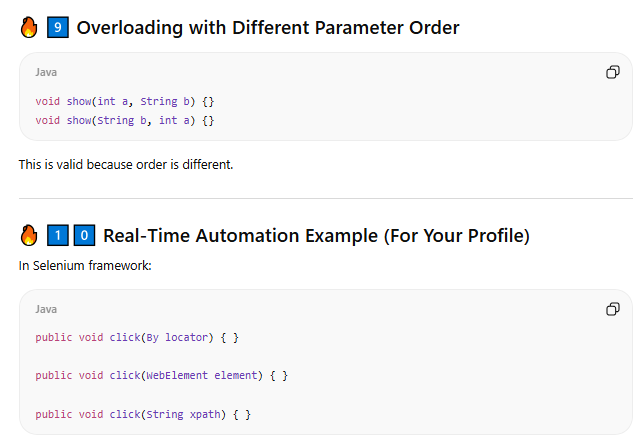 🔥 9️⃣ Overloading with Different Parameter Order
Java
void show(int a, String b) {}
void show(String b, int a) {}
This is valid because order is different.
🔥 1️⃣ 0️⃣ Real-Time Automation Example (For Your Profile)
In Selenium framework:
Java
public void click(By locator) { }
public void click(WebElement element) { }
public void click(String xpath) { }